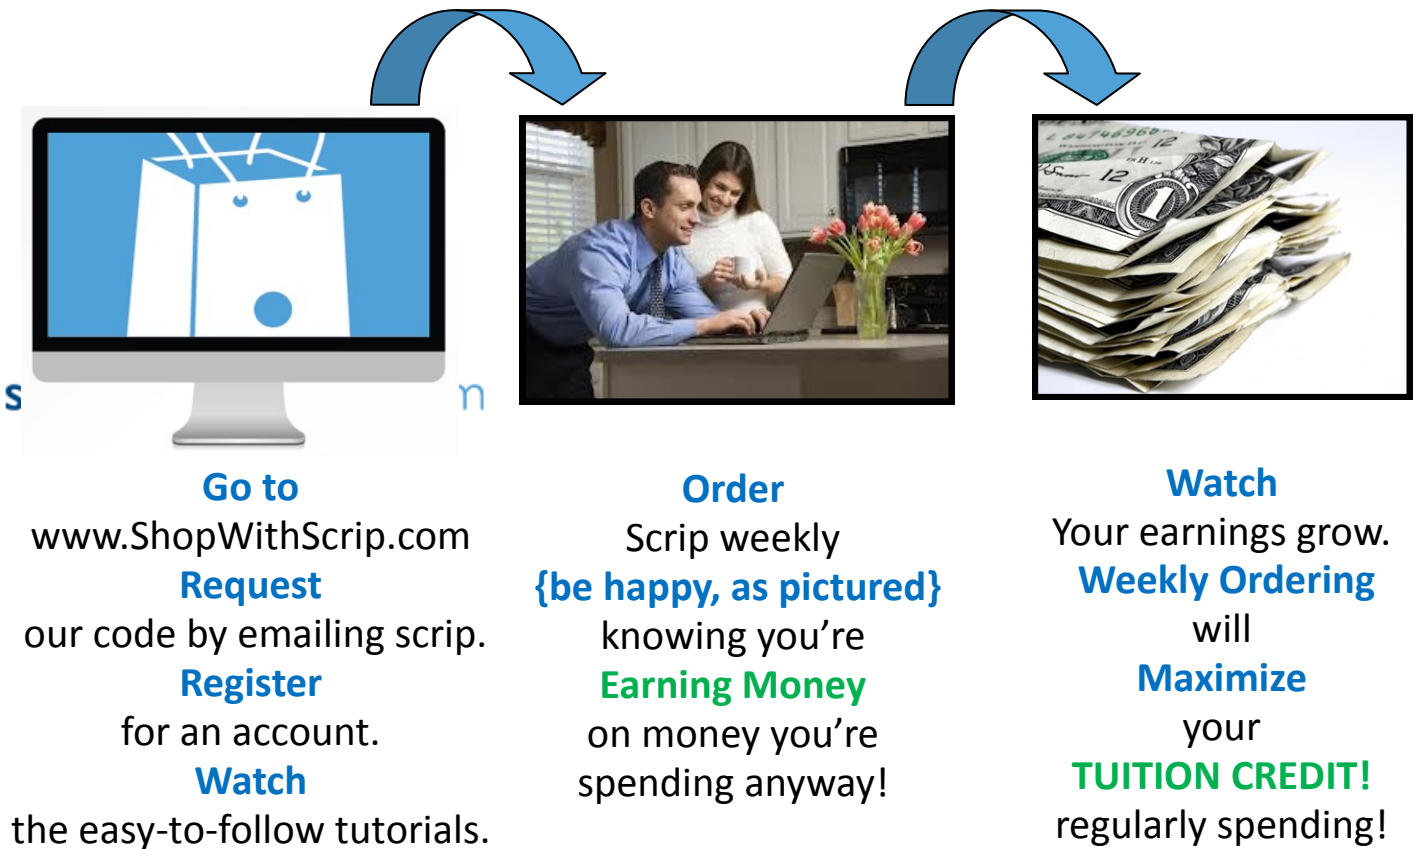 Go to
www.ShopWithScrip.com
Request
our code by emailing scrip.
Register
for an account.
Watch
the easy-to-follow tutorials.
Order
Scrip weekly
{be happy, as pictured}
knowing you’re
Earning Money
on money you’re
spending anyway!
Watch
Your earnings grow.
Weekly Ordering
will
Maximize
your
TUITION CREDIT!
regularly spending!